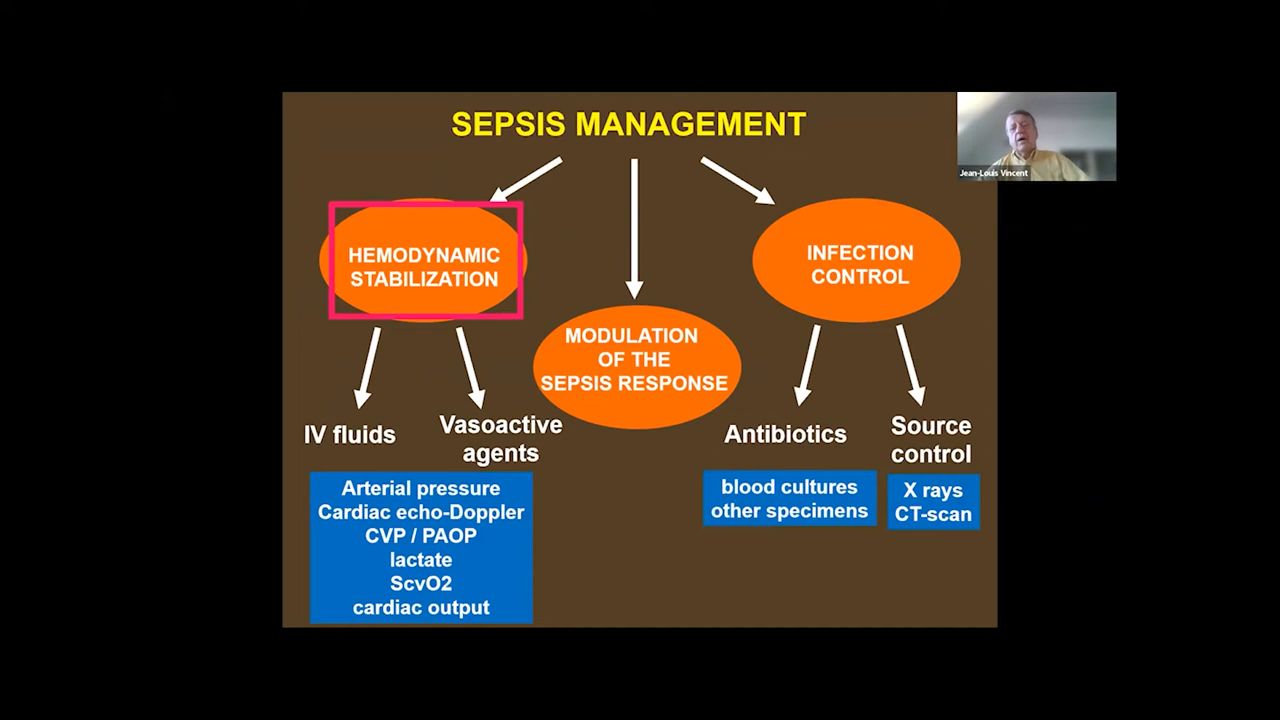 SEPSIS MANAGEMENT
Jean-Louis Vincent
HEMODYNAMIC
STABILIZATION
INFECTION
CONTROL
MODULATION
OF THE
SEPSIS RESPONSE
IV fluids
Vasoactive
agents
Antibiotics
Source
control
Arterial pressure
Cardiac echo-Doppler
CVP / PAOP
lactate
ScvO2
cardiac output
blood cultures
other specimens
X rays
CT-scan